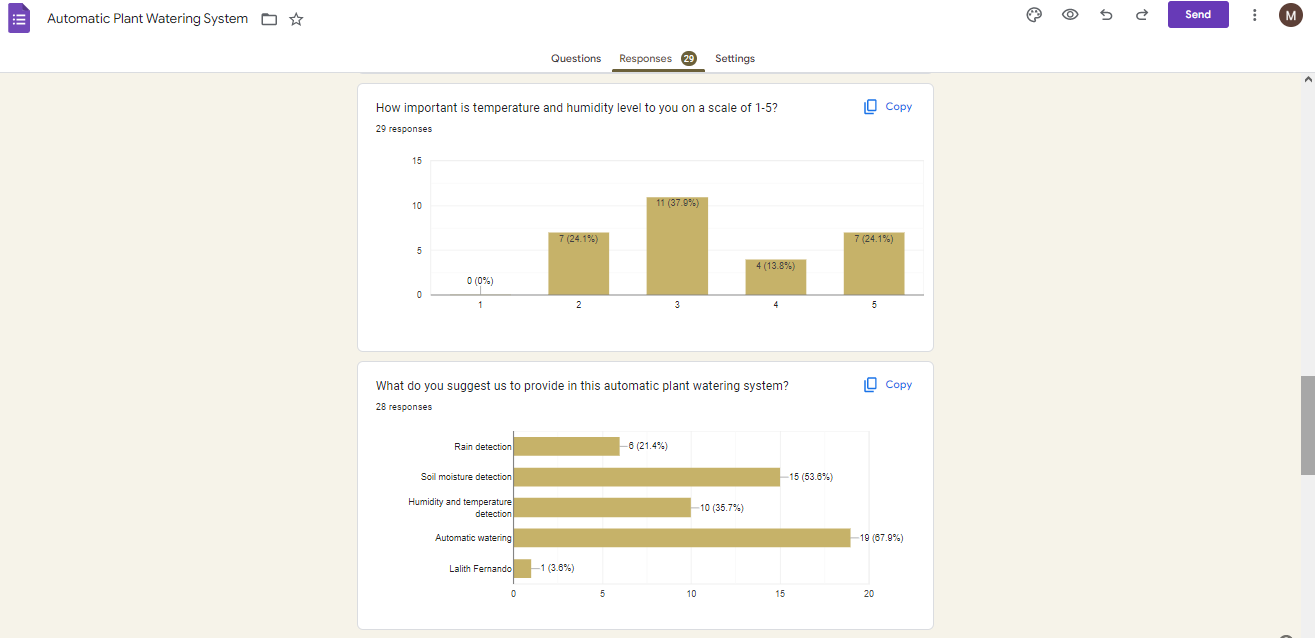 Automatic Plant Watering System
Send
M
Questions Responses 29 Settings
How important is temperature and humidity level to you on a scale of 1-5?
Copy
29 responses
15
10
5
0
0 (0%)
7 (24.1%)
11 (37.9%)
4 (13.8%)
7 (24.1%)
1 2 3 4 5
What do you suggest us to provide in this automatic plant watering system?
Copy
28 responses
Rain detection 6 (21.4%)
Soil moisture detection 15 (53.6%)
Humidity and temperature
detection 10 (35.7%)
Automatic watering 19 (67.9%)
Lalith Fernando 1 (3.6%)
0 5 10 15 20